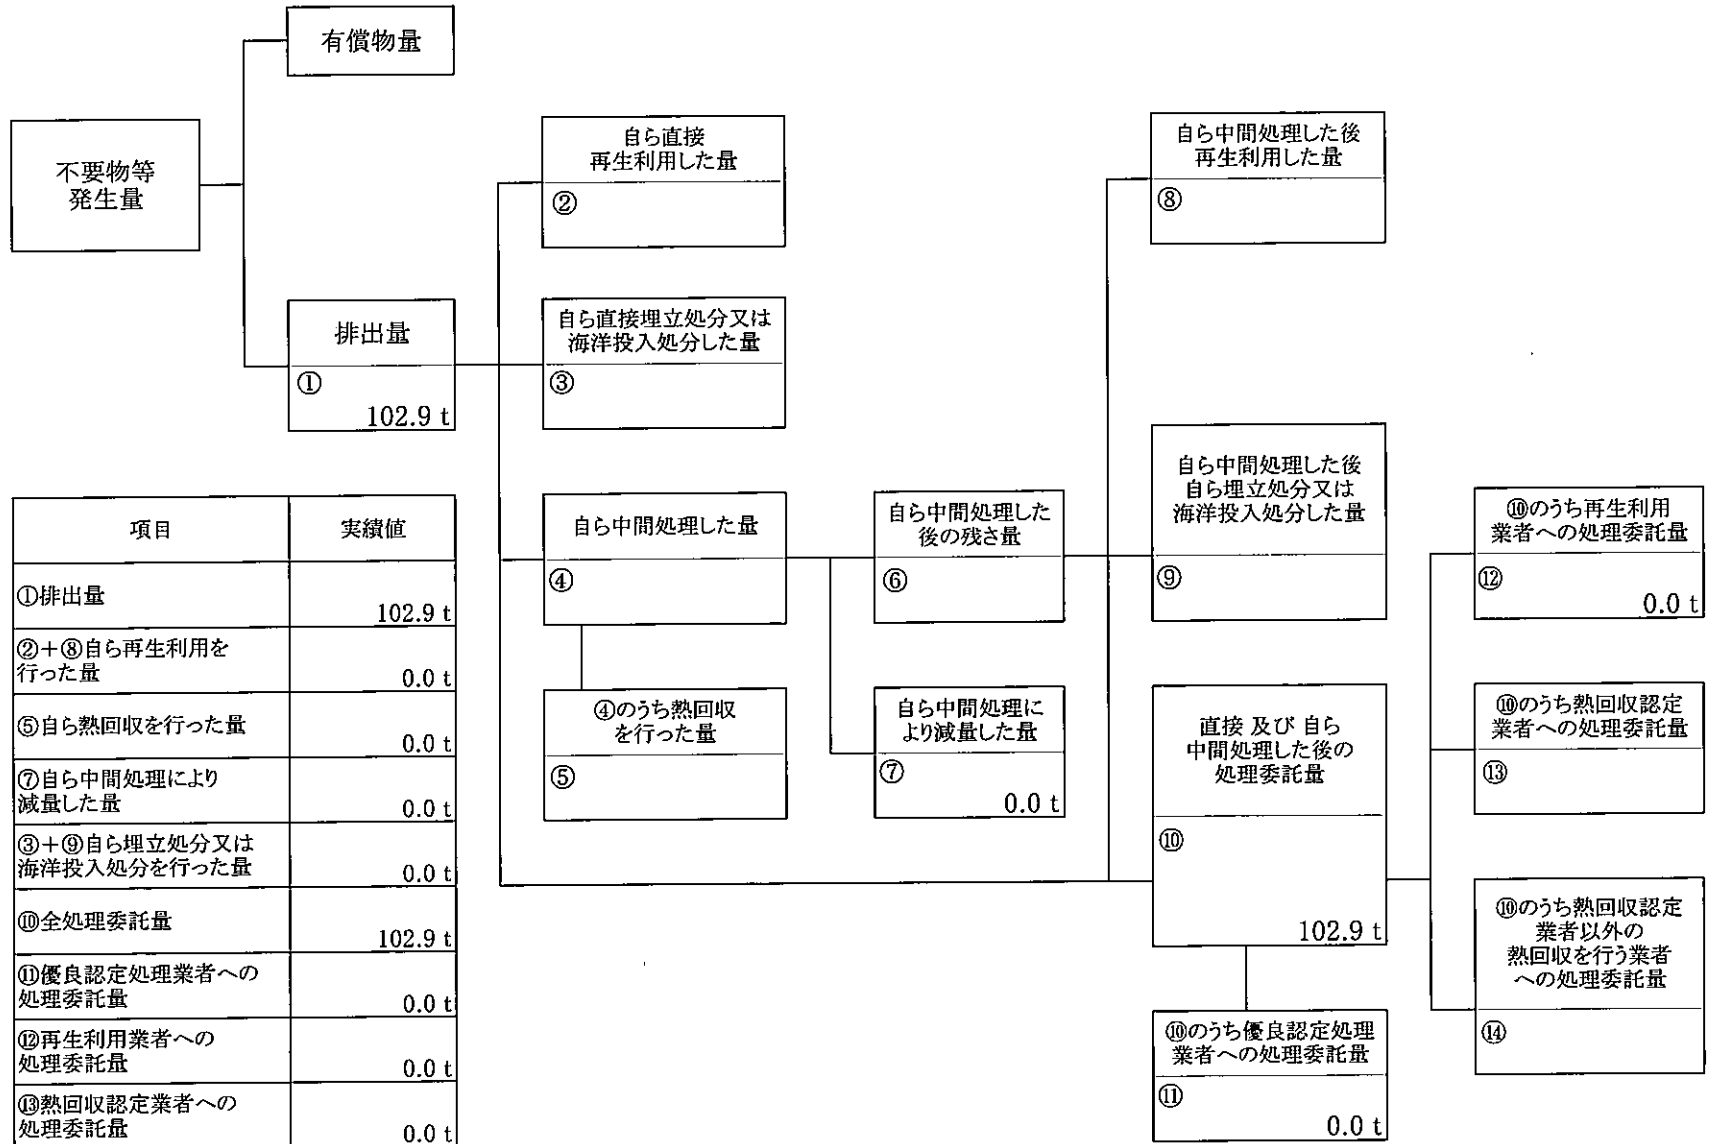 有償物量
不要物等
発生量
排出量
①
102.9 t
自ら直接
再生利用した量
②
自ら直接埋立処分又は
海洋投入処分した量
③
自ら中間処理した量
④
④のうち熱回収
を行った量
⑤
自ら中間処理した
後の残さ量
⑥
自ら中間処理に
より減量した量
⑦
0.0 t
自ら中間処理した後
再生利用した量
⑧
自ら中間処理した後
自ら埋立処分又は
海洋投入処分した量
⑨
直接 及び 自ら
中間処理した後の
処理委託量
⑩
102.9 t
⑩のうち優良認定処理
業者への処理委託量
⑪
0.0 t
⑩のうち再生利用
業者への処理委託量
⑫
0.0 t
⑩のうち熱回収認定
業者への処理委託量
⑬
⑩のうち熱回収認定
業者以外の
熱回収を行う業者
への処理委託量
⑭
項目 実績値
①排出量
102.9 t
②+⑧自ら再生利用を
行った量
0.0 t
⑤自ら熱回収を行った量
0.0 t
⑦自ら中間処理により
減量した量
0.0 t
③+⑨自ら埋立処分又は
海洋投入処分を行った量
0.0 t
⑩全処理委託量
102.9 t
⑪優良認定処理業者への
処理委託量
0.0 t
⑫再生利用業者への
処理委託量
0.0 t
⑬熱回収認定業者への
処理委託量
0.0 t